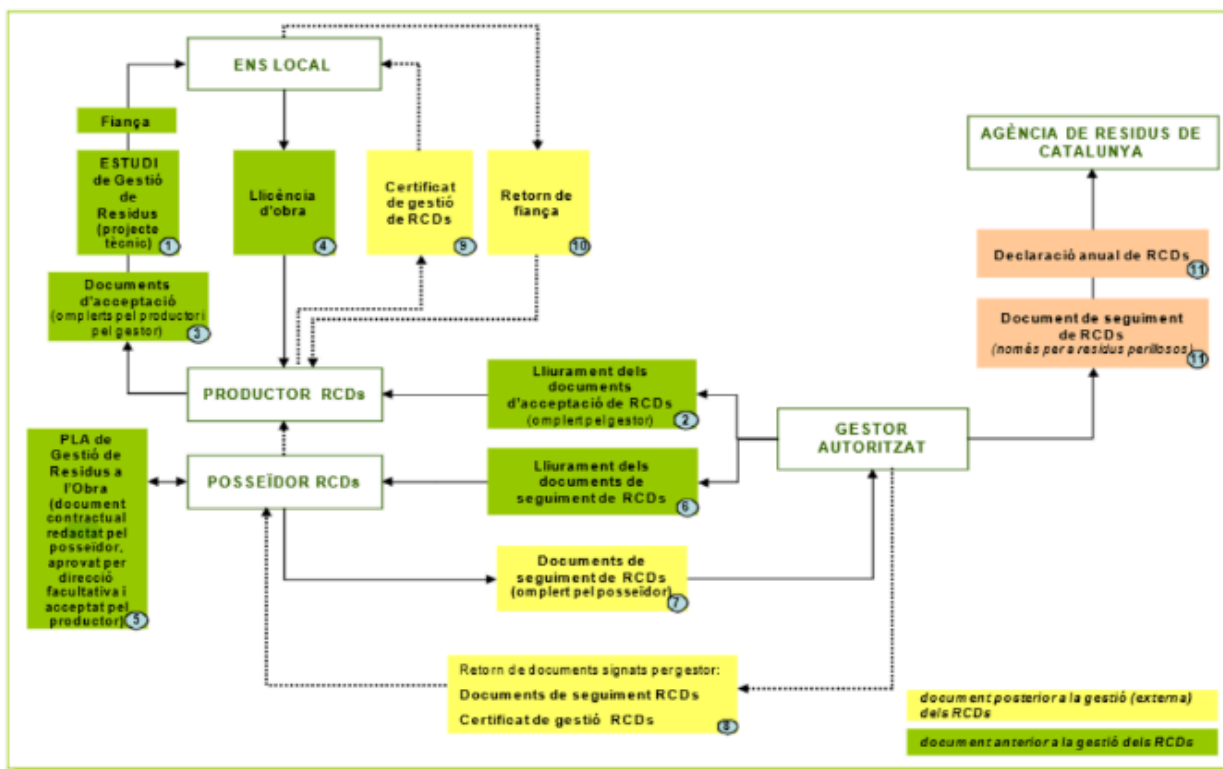 ENS LOCAL
Fiança
ESTUDI
de Gestió
de
Residus
(projecte
tècnic)
1
Documents
d'acceptació
(omplerts pel productor i
pel gestor)
3
Llicència
d'obra
4
Certificat
de gestió
de RCDs
9
Retorn de
fiança
10
AGÈNCIA DE RESIDUS DE
CATALUNYA
Declaració anual de RCDs
11
Document de seguiment
de RCDs
(només per a residus perillosos)
11
PRODUCTOR RCDs
Lliurament dels
documents
d'acceptació de RCDs
(omplert pel gestor)
2
GESTOR
AUTORITZAT
PLA de
Gestió de
Residus a
l'Obra
(document
contractual
redactat pel
posseïdor,
aprovat per
direcció
facultativa i
acceptat pel
productor)
5
POSSEÏDOR RCDs
Lliurament dels
documents de
seguiment de RCDs
6
Documents de
seguiment de RCDs
(omplert pel posseïdor)
7
Retorn de documents signats per gestor:
Documents de seguiment RCDs
Certificat de gestió RCDs
8
document posterior a la gestió (externa)
dels RCDs
document anterior a la gestió dels RCDs